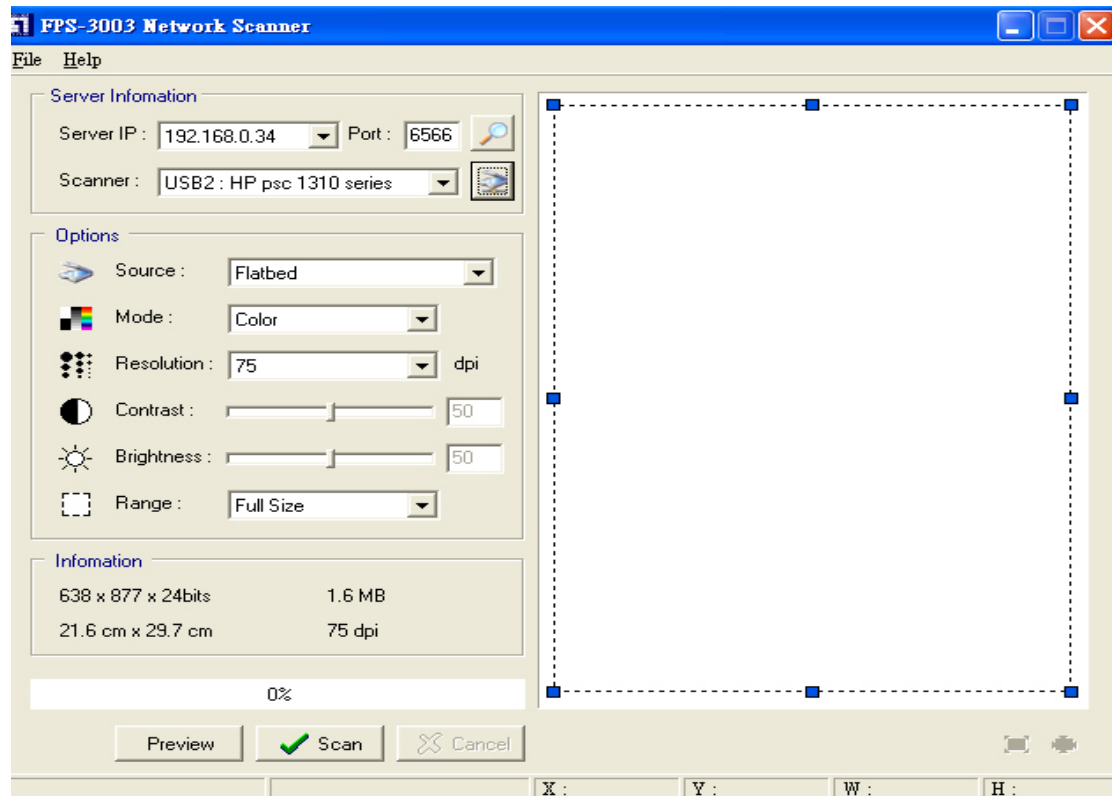 FPS-3003 Network Scanner
File Help
Server Infomation
Server IP : 192.168.0.34 Port : 6566
Scanner : USB2 : HP psc 1310 series
Options
Source : Flatbed
Mode : Color
Resolution : 75 dpi
Contrast : 50
Brightness : 50
Range : Full Size
Infomation
638 x 877 x 24bits 1.6 MB
21.6 cm x 29.7 cm 75 dpi
0%
Preview Scan Cancel
X : Y : W : H :